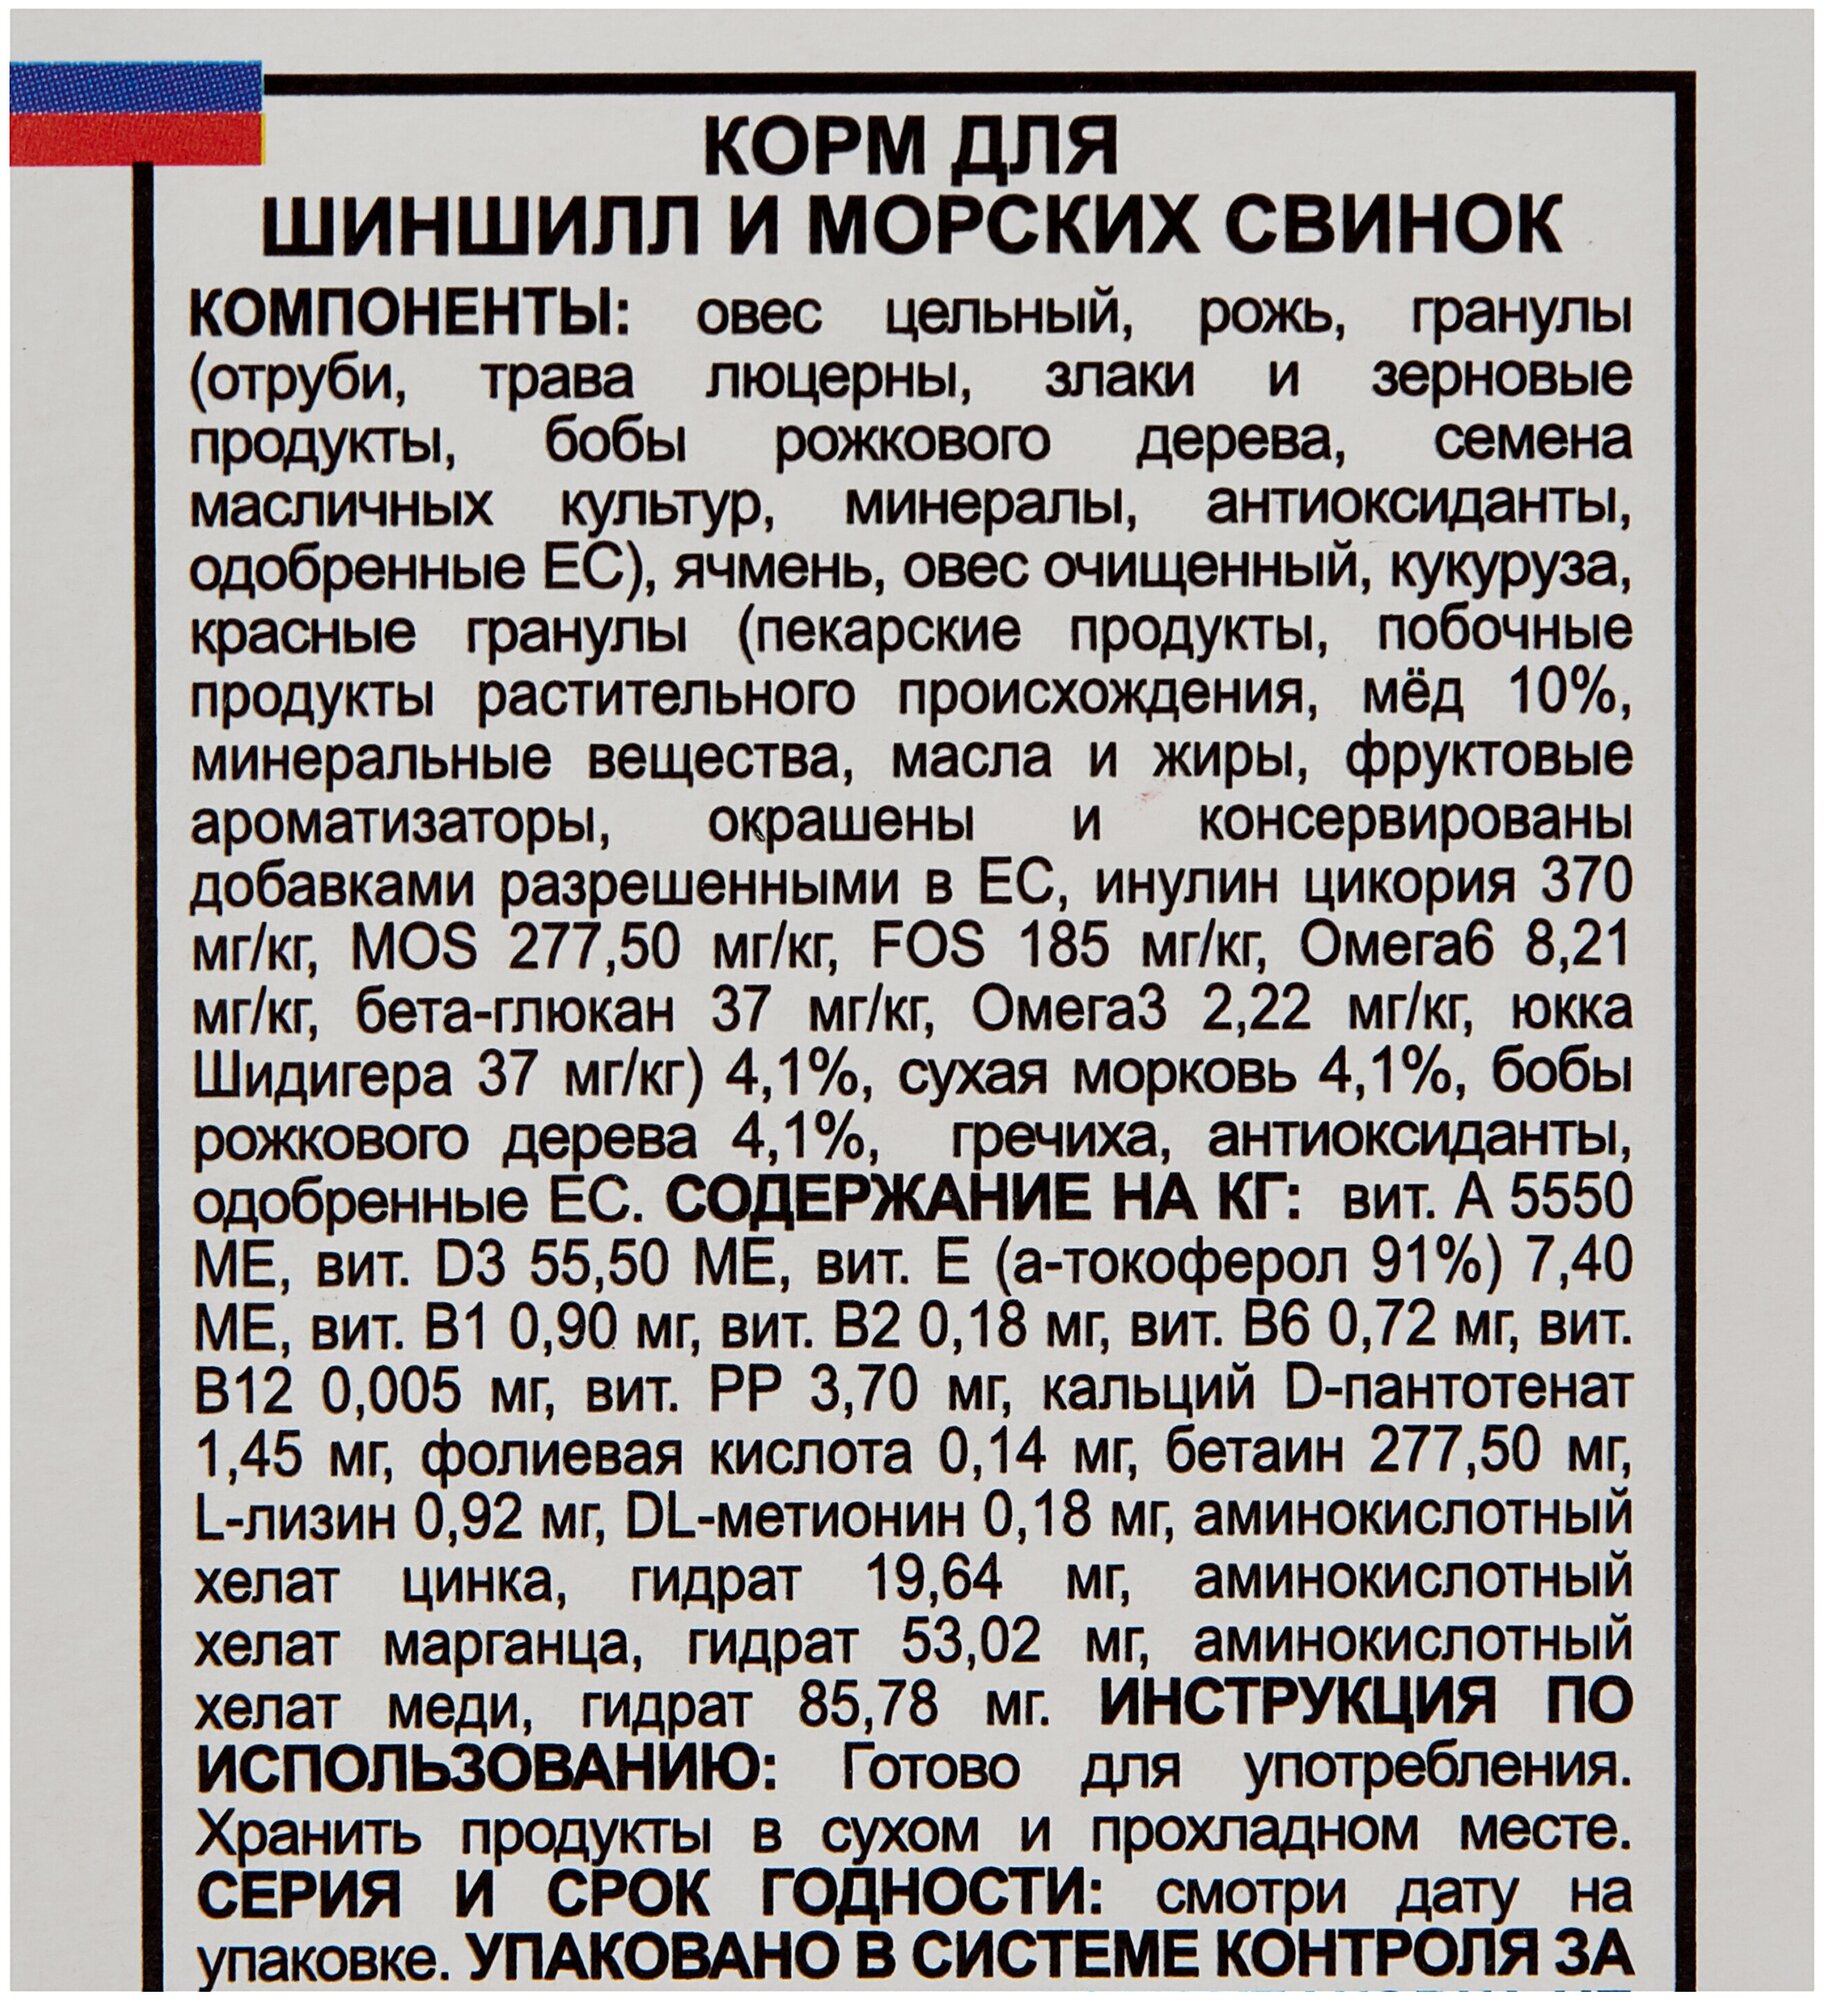 КОРМ ДЛЯ
ШИНШИЛЛ И МОРСКИХ СВИНОК
КОМПОНЕНТЫ: овес цельный, рожь, гранулы
(отруби, трава люцерны, злаки и зерновые
продукты, бобы рожкового дерева, семена
масличных культур, минералы, антиоксиданты,
одобренные ЕС), ячмень, овес очищенный, кукуруза,
красные гранулы (пекарские продукты, побочные
продукты растительного происхождения, мёд 10%,
минеральные вещества, масла и жиры, фруктовые
ароматизаторы, окрашены и консервированы
добавками разрешенными в ЕС, инулин цикория 370
мг/кг, MOS 277,50 мг/кг, FOS 185 мг/кг, Омега6 8,21
мг/кг, бета-глюкан 37 мг/кг, Омега3 2,22 мг/кг, юкка
Шидигера 37 мг/кг) 4,1%, сухая морковь 4,1%, бобы
рожкового дерева 4,1%, гречиха, антиоксиданты,
одобренные ЕС. СОДЕРЖАНИЕ НА КГ: вит. А 5550
МЕ, вит. D3 55,50 МЕ, вит. Е (а-токоферол 91%) 7,40
МЕ, вит. В1 0,90 мг, вит. В2 0,18 мг, вит. В6 0,72 мг, вит.
В12 0,005 мг, вит. РР 3,70 мг, кальций D-пантотенат
1,45 мг, фолиевая кислота 0,14 мг, бетаин 277,50 мг,
L-лизин 0,92 мг, DL-метионин 0,18 мг, аминокислотный
хелат цинка, гидрат 19,64 мг, аминокислотный
хелат марганца, гидрат 53,02 мг, аминокислотный
хелат меди, гидрат 85,78 мг. ИНСТРУКЦИЯ ПО
ИСПОЛЬЗОВАНИЮ: Готово для употребления.
Хранить продукты в сухом и прохладном месте.
СЕРИЯ И СРОК ГОДНОСТИ: смотри дату на
упаковке. УПАКОВАНО В СИСТЕМЕ КОНТРОЛЯ ЗА